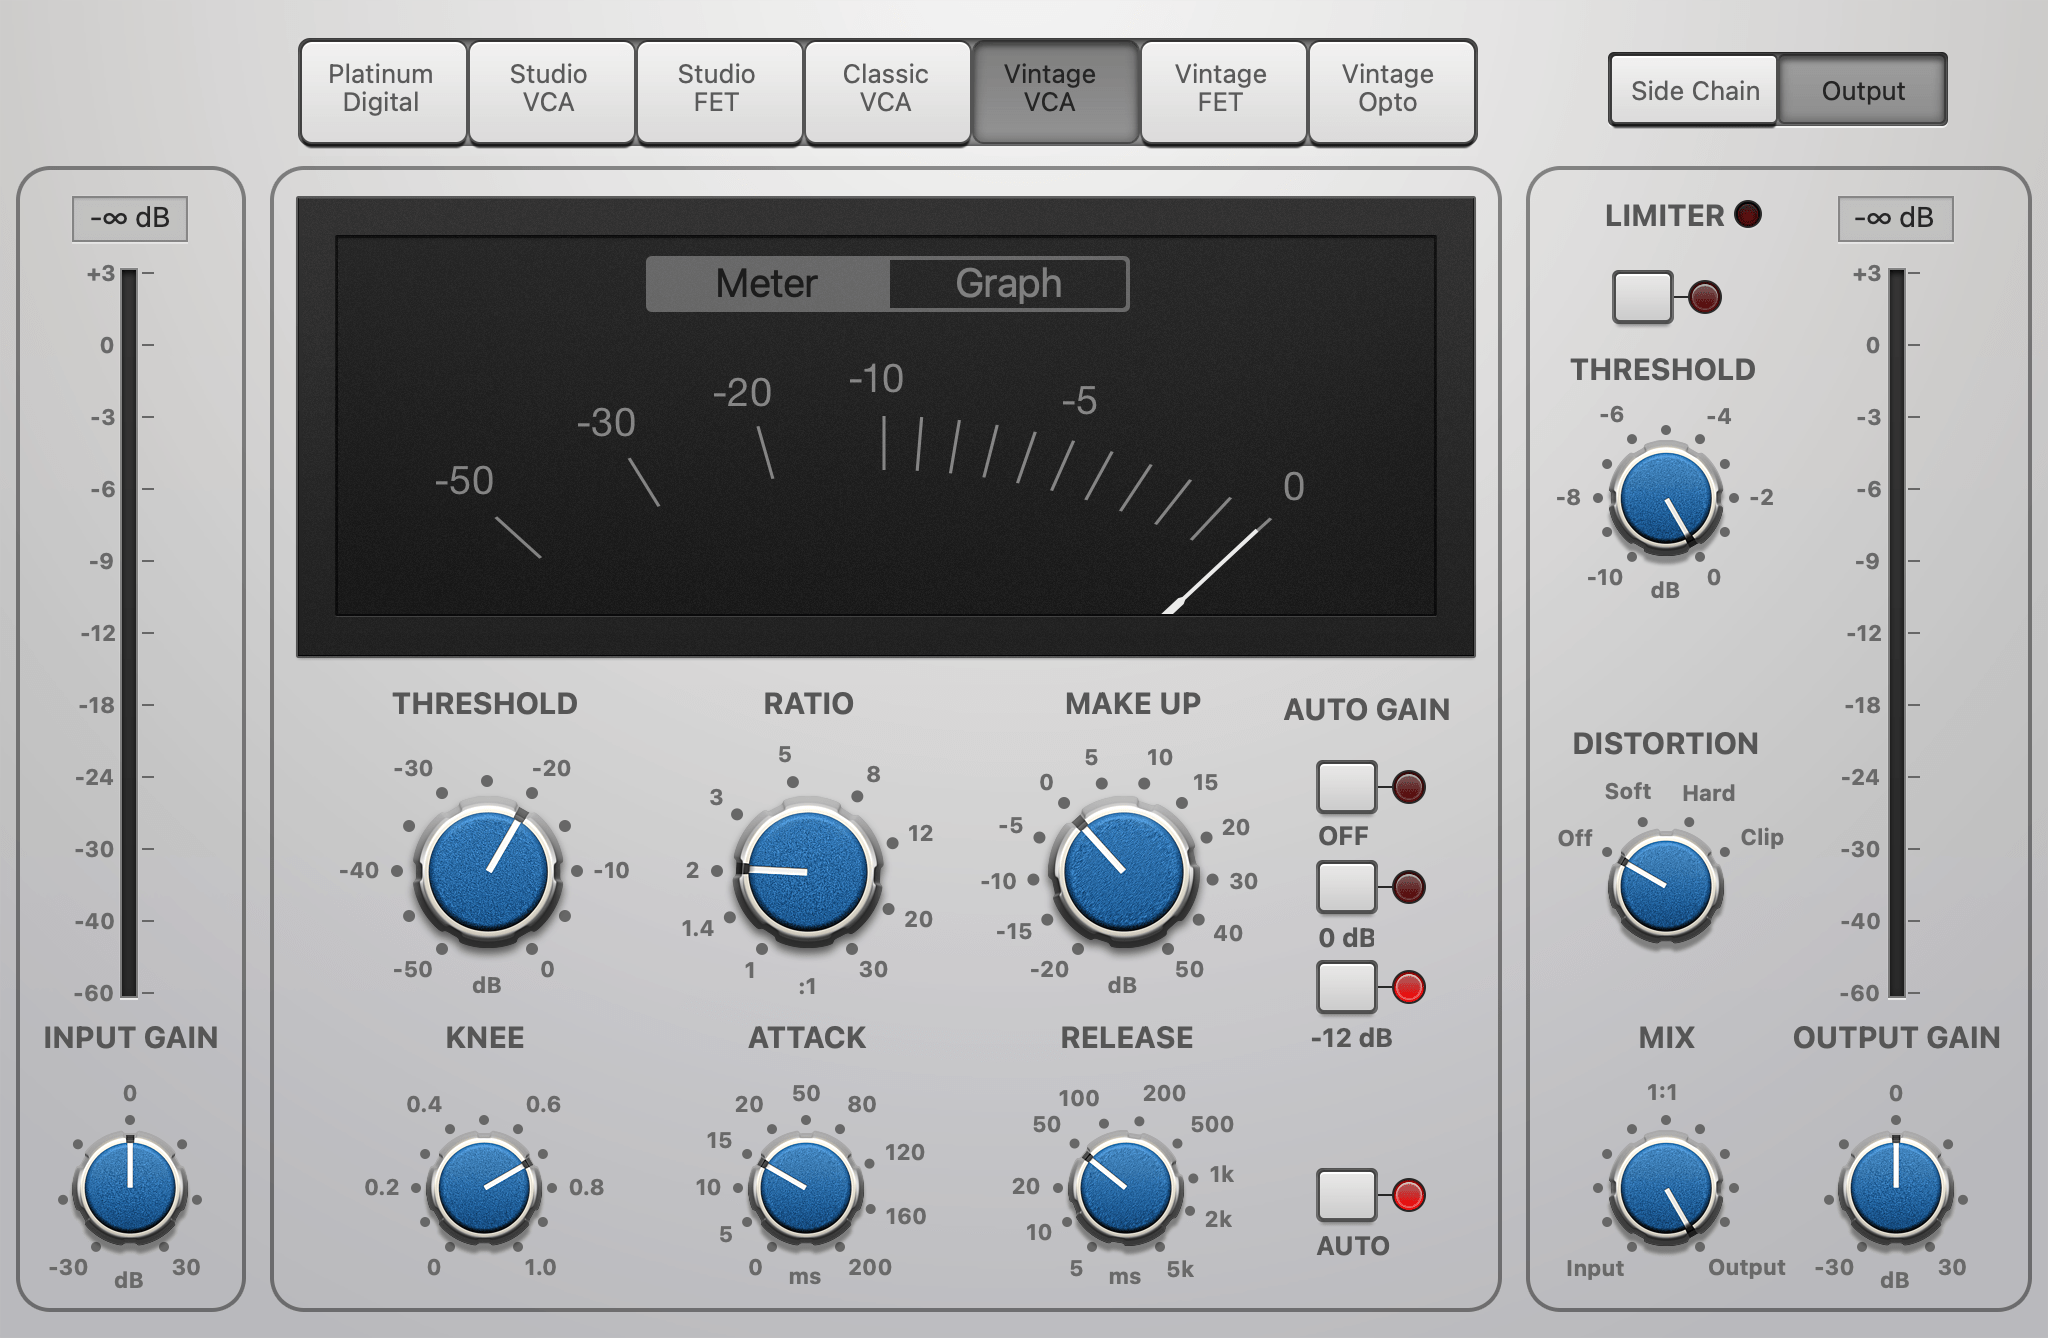 Platinum Digital
Studio VCA
Studio FET
Classic VCA
Vintage VCA
Vintage FET
Vintage Opto
Side Chain
Output
-∞ dB
+3
0
-3
-6
-9
-12
-18
-24
-30
-40
-60
INPUT GAIN
0
-30
dB
30
Meter
Graph
-50
-30
-20
-10
-5
0
THRESHOLD
-30
-20
-40
-10
-50
0
dB
RATIO
5
8
3
12
2
1.4
20
1
30
:1
MAKE UP
5
10
0
15
-5
20
-10
30
-15
40
-20
50
dB
AUTO GAIN
OFF
0 dB
-12 dB
KNEE
0.4
0.6
0.2
0.8
0
1.0
ATTACK
50
20
80
15
120
10
5
160
0
ms
200
RELEASE
100
200
50
500
20
1k
10
2k
5
ms
5k
AUTO
LIMITER
THRESHOLD
-6
-4
-8
-2
-10
0
dB
DISTORTION
Soft
Hard
Off
Clip
MIX
1:1
Input
Output
-∞ dB
+3
0
-3
-6
-9
-12
-18
-24
-30
-40
-60
OUTPUT GAIN
0
-30
dB
30